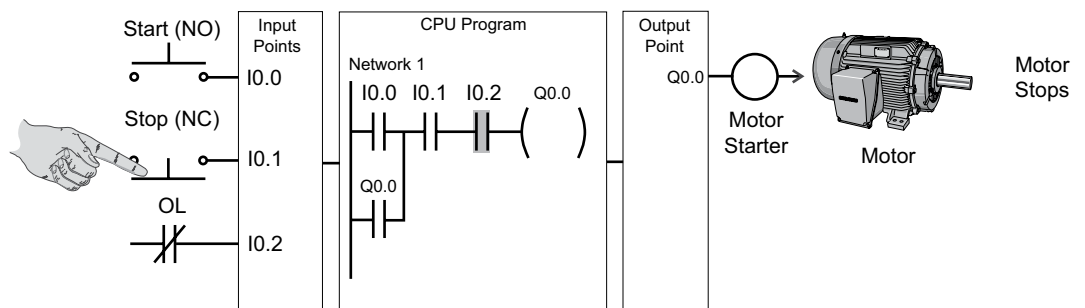 Start (NO)
I0.0
Stop (NC)
I0.1
OL
I0.2
Input
Points
CPU Program
Network 1
I0.0
I0.1
I0.2
Q0.0
Q0.0
Output
Point
Q0.0
Motor
Starter
Motor
Motor
Stops